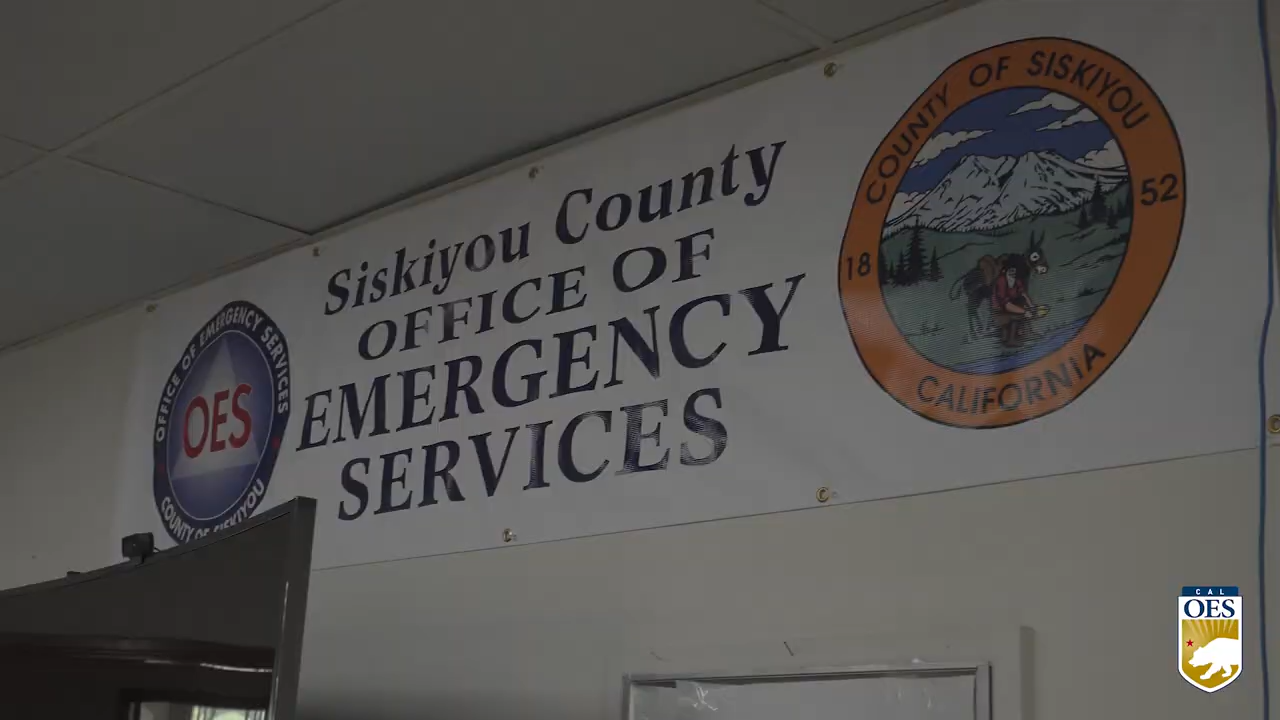 Siskiyou County
OFFICE OF
EMERGENCY
SERVICES
OFFICE OF EMERGENCY SERVICES
OES
COUNTY OF SISKIYOU
COUNTY OF SISKIYOU
18 52
CALIFORNIA
CAL
OES